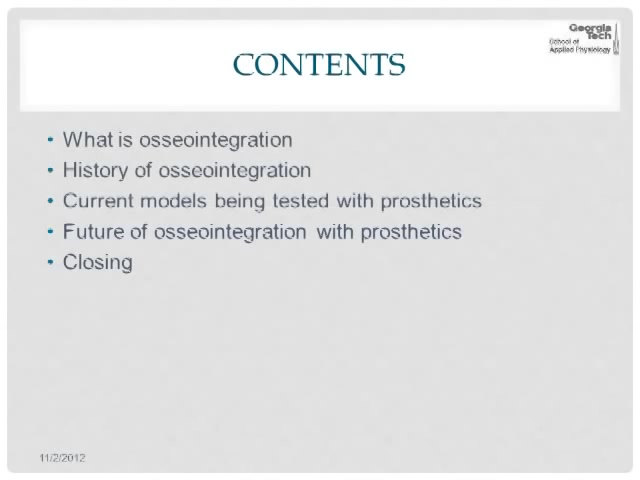 Georgia
Tech
School of
Applied Physiology
CONTENTS
• What is osseointegration
• History of osseointegration
• Current models being tested with prosthetics
• Future of osseointegration with prosthetics
• Closing
11/2/2012